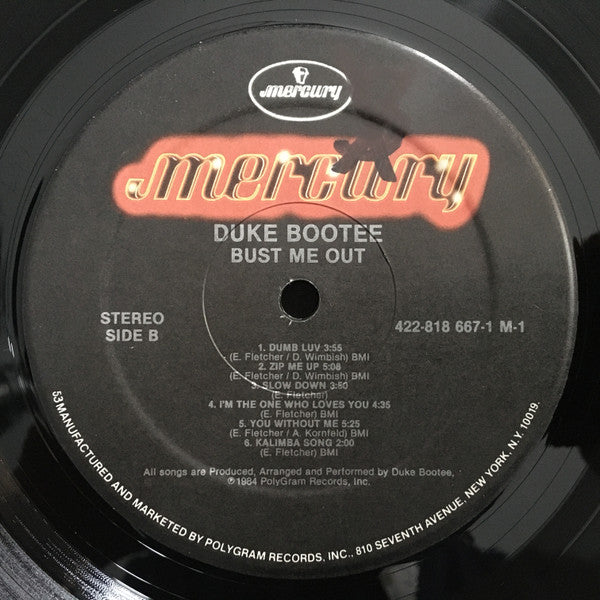 mercury
mercury
DUKE BOOTEE
BUST ME OUT
STEREO
SIDE B
422-818 667-1 M-1
1. DUMB LUV 3:55
(E. Fletcher / D. Wimbish) BMI
2. ZIP ME UP 5:08
(E. Fletcher / D. Wimbish) BMI
3. SLOW DOWN 3:50
(E. Fletcher)
4. I'M THE ONE WHO LOVES YOU 4:35
(E. Fletcher) BMI
5. YOU WITHOUT ME 5:25
(E. Fletcher / A. Kornfeld) BMI
6. KALIMBA SONG 2:00
(E. Fletcher) BMI
All songs are Produced, Arranged and Performed by Duke Bootee.
℗1984 PolyGram Records, Inc.
53 MANUFACTURED AND MARKETED BY POLYGRAM RECORDS, INC., 810 SEVENTH AVENUE, NEW YORK, N.Y. 10019.